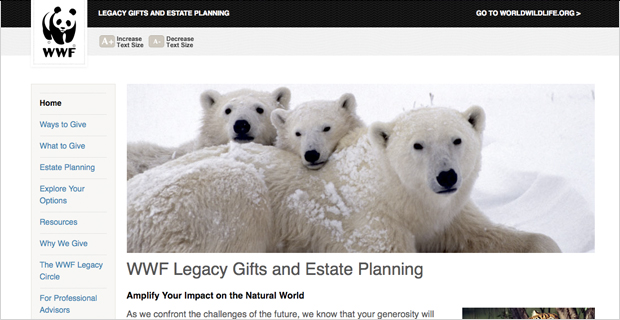 LEGACY GIFTS AND ESTATE PLANNING
GO TO WORLDWILDLIFE.ORG >
WWF
A+ Increase
Text Size
A- Decrease
Text Size
Home
Ways to Give
What to Give
Estate Planning
Explore Your
Options
Resources
Why We Give
The WWF Legacy
Circle
For Professional
Advisors
WWF Legacy Gifts and Estate Planning
Amplify Your Impact on the Natural World
As we confront the challenges of the future, we know that your generosity will